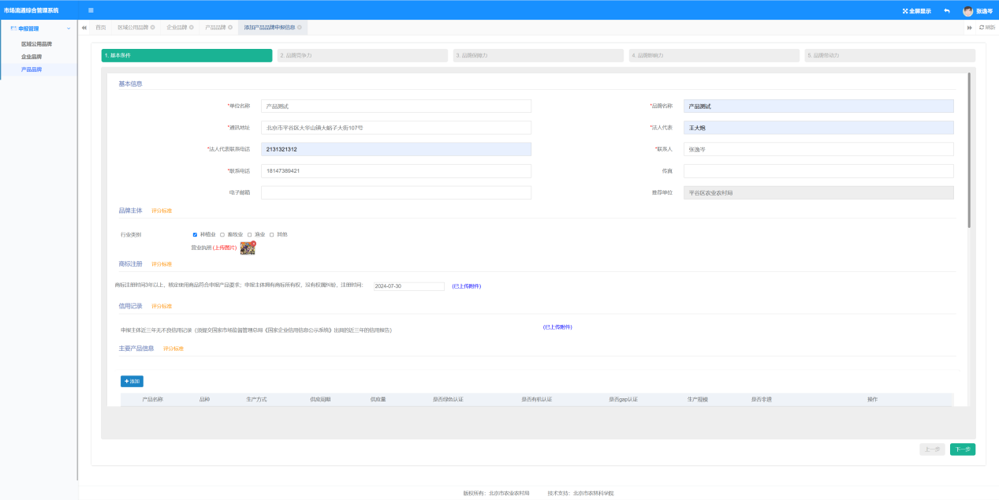 市场流通综合管理系统
全屏显示
张逸岑
申报管理
区域公用品牌
企业品牌
产品品牌
首页
区域公用品牌
企业品牌
产品品牌
添加产品品牌申报信息
刷新
1. 基本条件
2. 品牌竞争力
3. 品牌保障力
4. 品牌影响力
5. 品牌带动力
基本信息
*单位名称 产品测试
*品牌名称 产品测试
*通讯地址 北京市平谷区大华山镇大峪子大街107号
*法人代表 王大炮
*法人代表联系电话 2131321312
*联系人 张逸岑
*联系电话 18147389421
传真
电子邮箱
推荐单位 平谷区农业农村局
品牌主体 评分标准
行业类别 种植业 畜牧业 渔业 其他
营业执照 (上传图片)
商标注册 评分标准
商标注册时间3年以上，核定使用商品符合申报产品要求；申报主体拥有商标所有权，没有权属纠纷，注册时间： 2024-07-30 (已上传附件)
信用记录 评分标准
申报主体近三年无不良信用记录（须提交国家市场监督管理总局《国家企业信用信息公示系统》出具的近三年的信用报告） (已上传附件)
主要产品信息 评分标准
添加
产品名称 品种 生产方式 供应周期 供应量 是否绿色认证 是否有机认证 是否gap认证 生产规模 是否非遗 操作
上一步 下一步
版权所有：北京市农业农村局 技术支持：北京市农林科学院